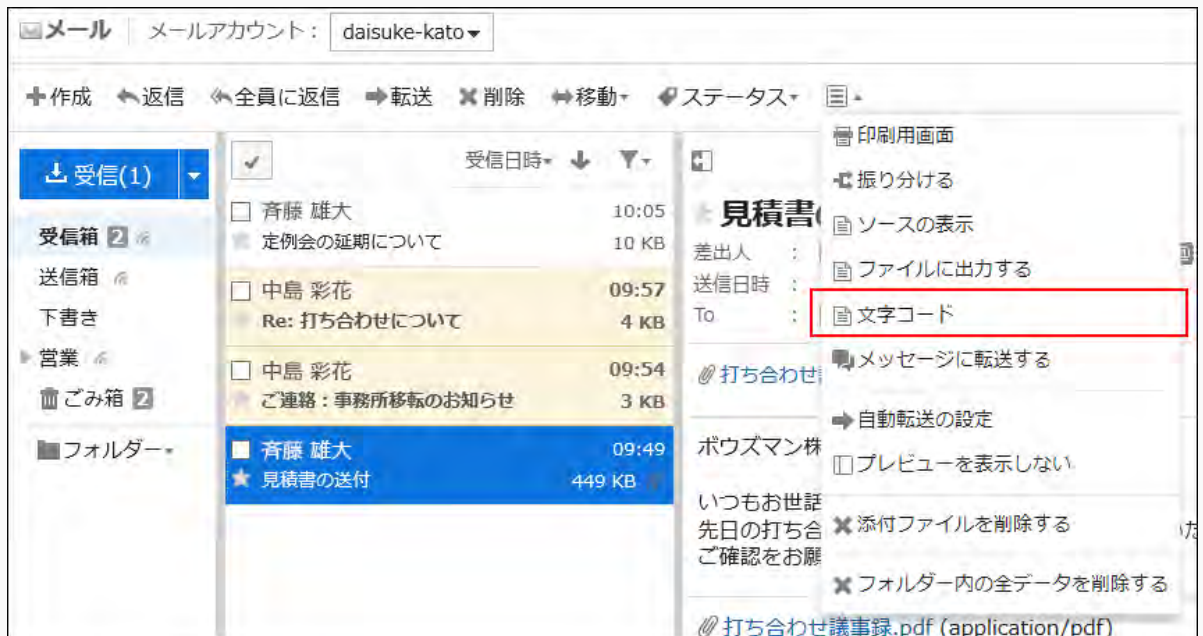 メール メールアカウント： daisuke-kato
作成 返信 全員に返信 転送 削除 移動 ステータス
受信(1)
受信箱 2
送信箱
下書き
営業
ごみ箱 2
フォルダー
受信日時
斉藤 雄大 10:05
定例会の延期について 10 KB
中島 彩花 09:57
Re: 打ち合わせについて 4 KB
中島 彩花 09:54
ご連絡：事務所移転のお知らせ 3 KB
斉藤 雄大 09:49
見積書の送付 449 KB
見積書
差出人 :
送信日時 :
To :
打ち合わせ
ボウズマン株
いつもお世話
先日の打ち合
ご確認をお願
打ち合わせ議事録.pdf (application/pdf)
印刷用画面
振り分ける
ソースの表示
ファイルに出力する
文字コード
メッセージに転送する
自動転送の設定
プレビューを表示しない
添付ファイルを削除する
フォルダー内の全データを削除する